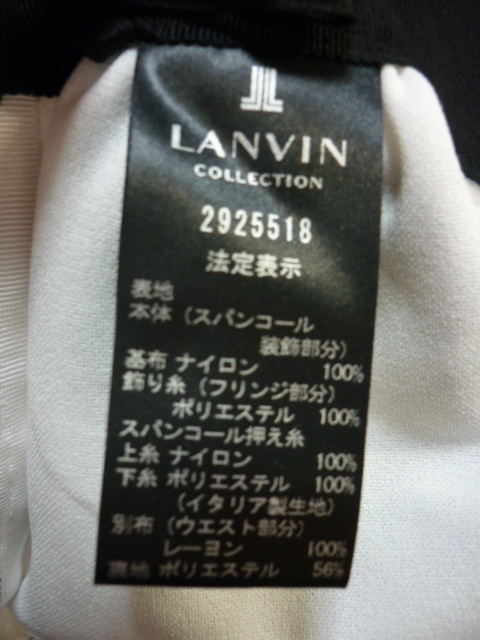 LANVIN
COLLECTION
2925518
法定表示
表地
本体 (スパンコール
装飾部分)
基布 ナイロン 100%
飾り糸 (フリンジ部分)
ポリエステル 100%
スパンコール押え糸
上糸 ナイロン 100%
下糸 ポリエステル 100%
(イタリア製生地)
別布 (ウエスト部分)
レーヨン 100%
裏地 ポリエステル 56%